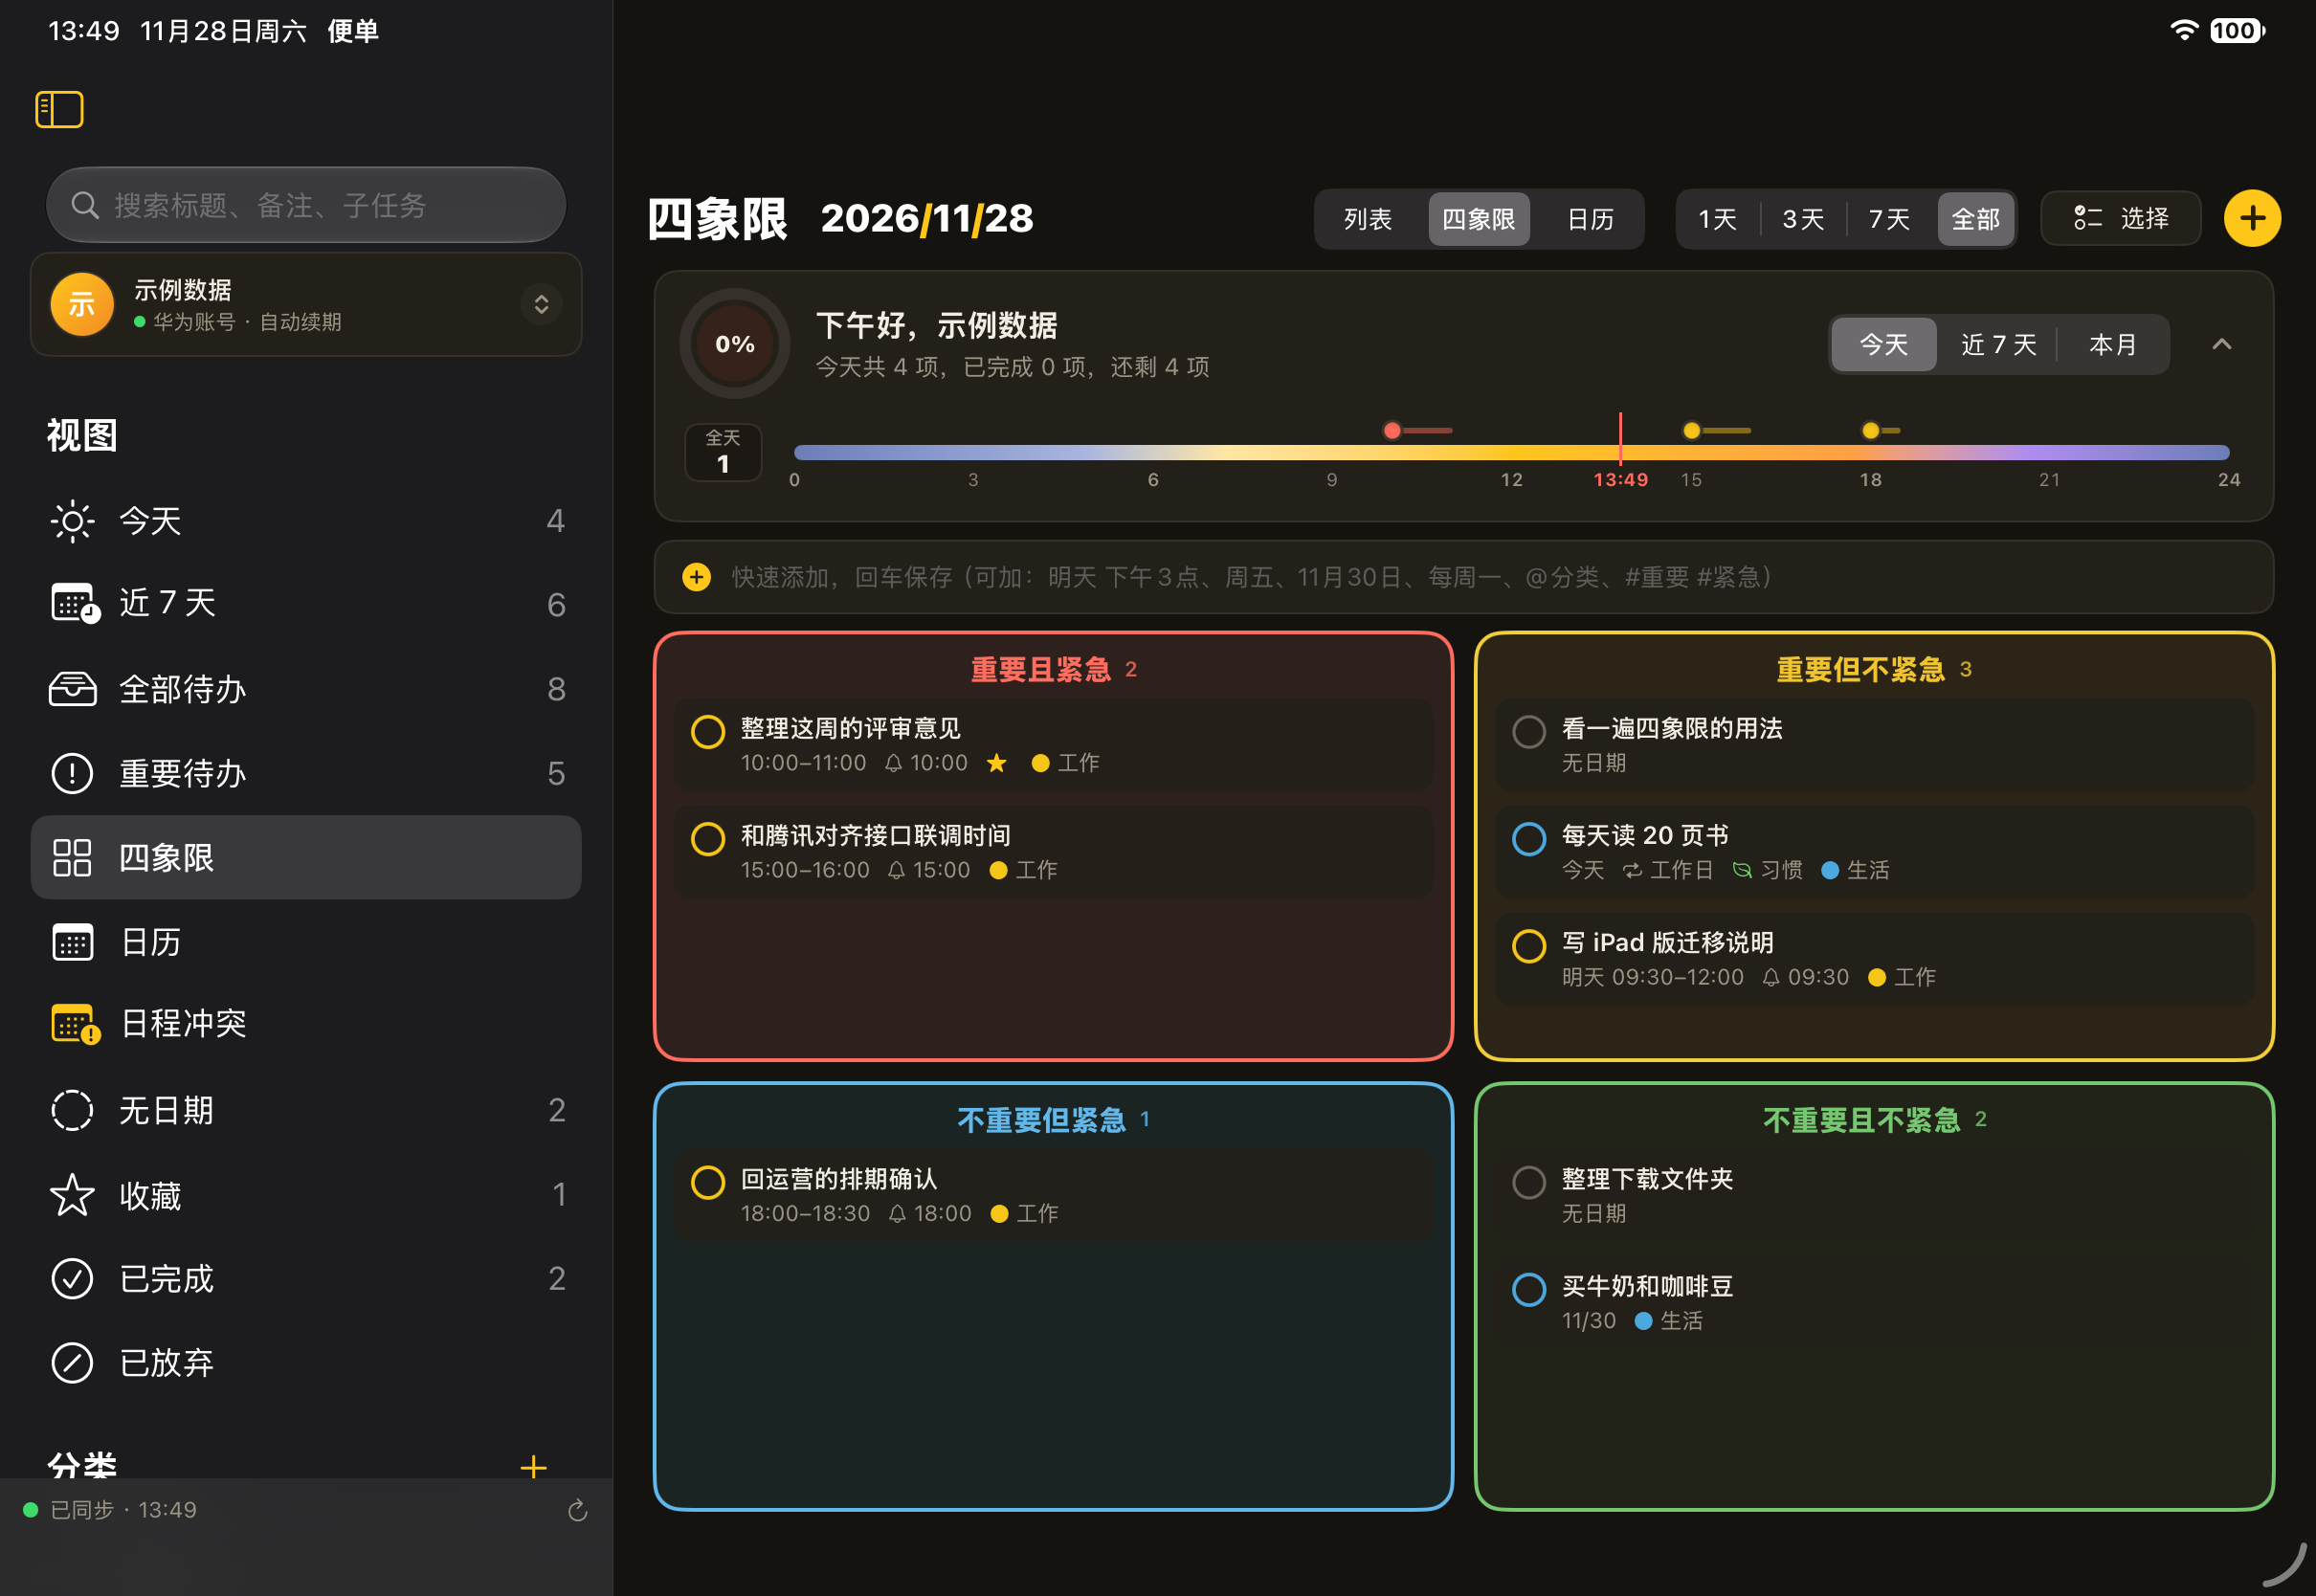 13:49 11月28日周六 便单
100
搜索标题、备注、子任务
示
示例数据
华为账号 · 自动续期
视图
今天 4
近 7 天 6
全部待办 8
重要待办 5
四象限
日历
日程冲突
无日期 2
收藏 1
已完成 2
已放弃
分类
已同步 · 13:49
四象限 2026/11/28
列表 四象限 日历
1天 3天 7天 全部
选择
0%
下午好，示例数据
今天共 4 项，已完成 0 项，还剩 4 项
今天 近 7 天 本月
全天
1
0 3 6 9 12 13:49 15 18 21 24
快速添加，回车保存（可加：明天 下午3点、周五、11月30日、每周一、@分类、#重要 #紧急）
重要且紧急 2
整理这周的评审意见
10:00–11:00 10:00 工作
和腾讯对齐接口联调时间
15:00–16:00 15:00 工作
重要但不紧急 3
看一遍四象限的用法
无日期
每天读 20 页书
今天 工作日 习惯 生活
写 iPad 版迁移说明
明天 09:30–12:00 09:30 工作
不重要但紧急 1
回运营的排期确认
18:00–18:30 18:00 工作
不重要且不紧急 2
整理下载文件夹
无日期
买牛奶和咖啡豆
11/30 生活